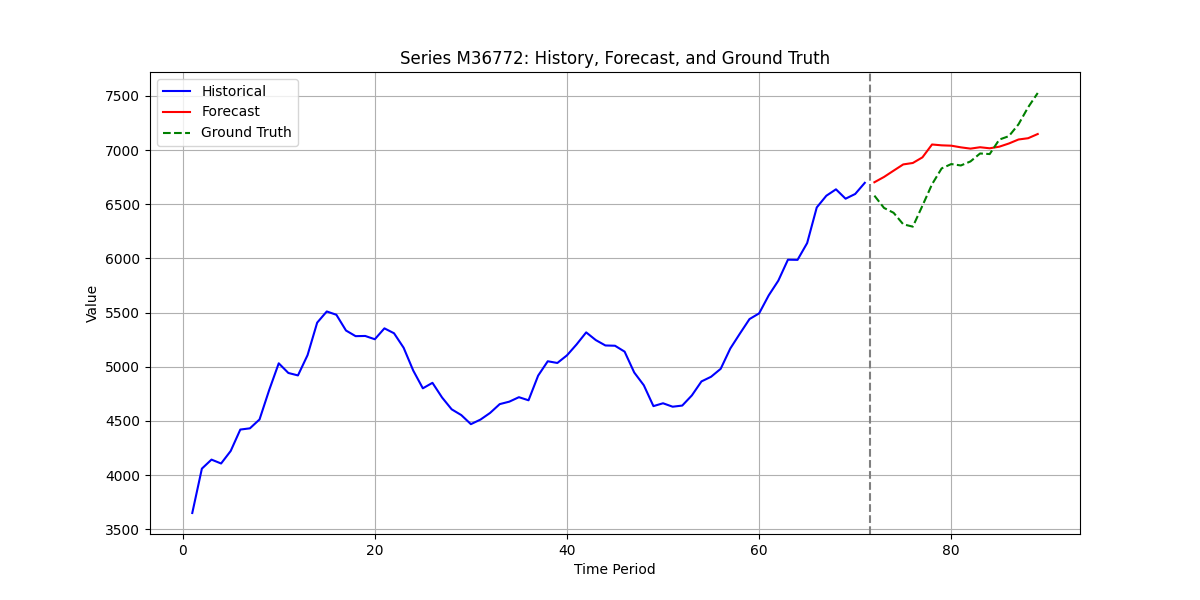 Series M36772: History, Forecast, and Ground Truth
Historical
Forecast
Ground Truth
7500
7000
6500
6000
5500
5000
4500
4000
3500
Value
0 20 40 60 80
Time Period